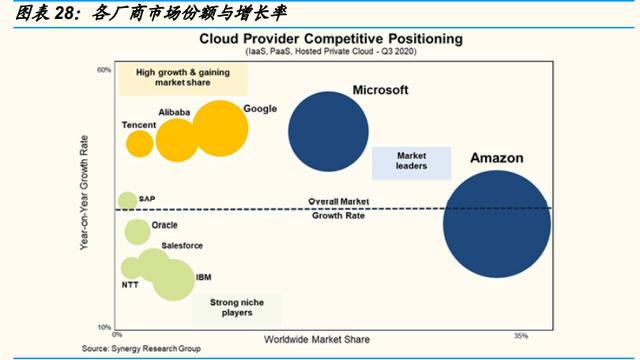 图表 28：各厂商市场份额与增长率
Cloud Provider Competitive Positioning
(IaaS, PaaS, Hosted Private Cloud - Q3 2020)
60%
High growth & gaining
market share
Microsoft
Google
Alibaba
Tencent
Market
leaders
Amazon
Year-on-Year Growth Rate
SAP
Overall Market
Growth Rate
Oracle
Salesforce
NTT
IBM
Strong niche
players
10%
0%
Worldwide Market Share
35%
Source: Synergy Research Group